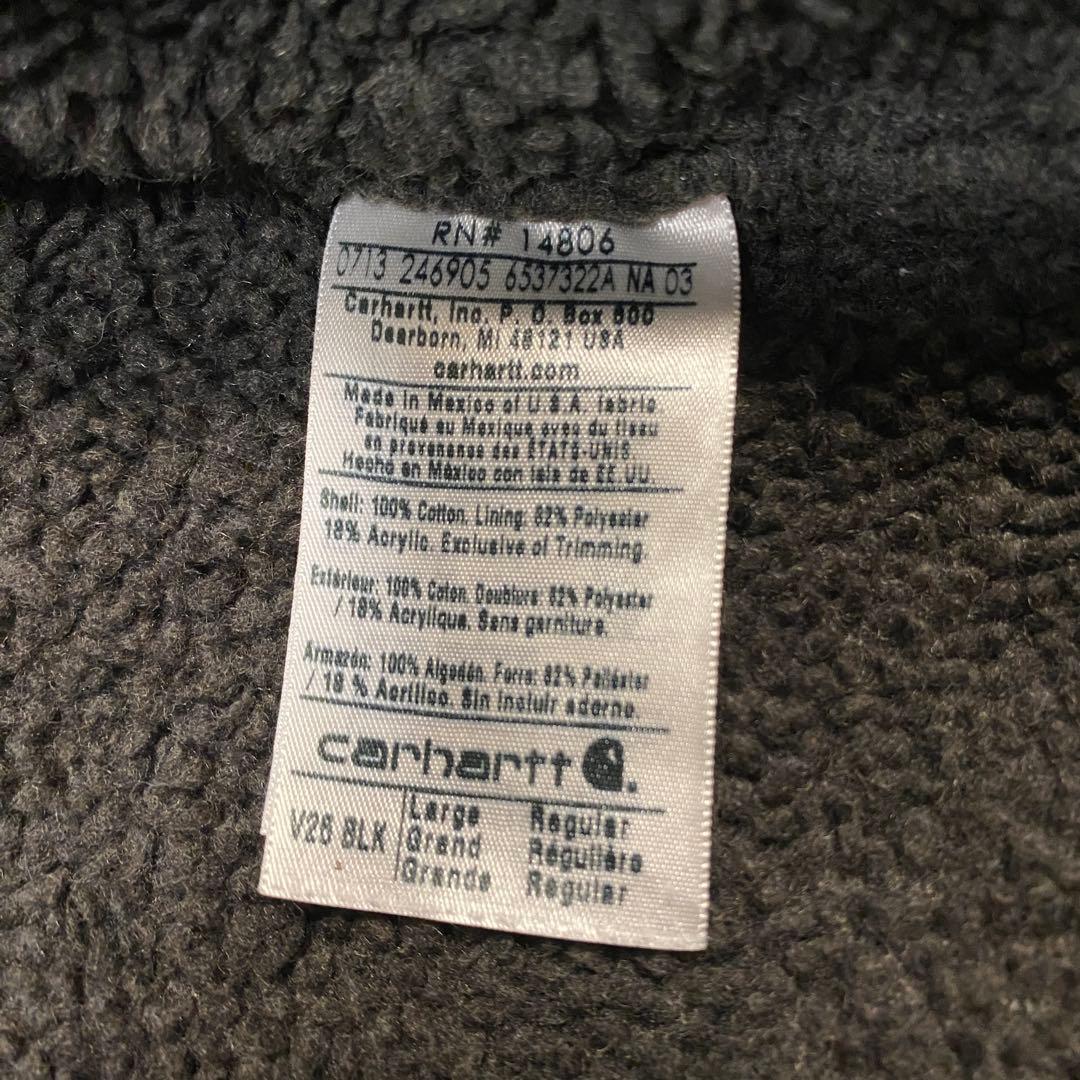 RN# 14806
0713 246905 6537322A NA 03
Carhartt, Inc. P. O. Box 600
Dearborn, MI 48121 USA
carhartt.com
Made in Mexico of U.S.A. fabric.
Fabriqué au Mexique avec du tissu
en provenance des ÉTATS-UNIS
Hecho en México con tela de EE.UU.
Shell: 100% Cotton. Lining: 82% Polyester
18% Acrylic. Exclusive of Trimming.
Extérieur: 100% Coton. Doublure: 82% Polyester
/ 18% Acrylique. Sans garniture.
Armazón: 100% Algodón. Forro: 82% Poliéster
/ 18 % Acrílico. Sin incluir adorno.
carhartt
V26 BLK
Large Regular
Grand Régulière
Grande Regular